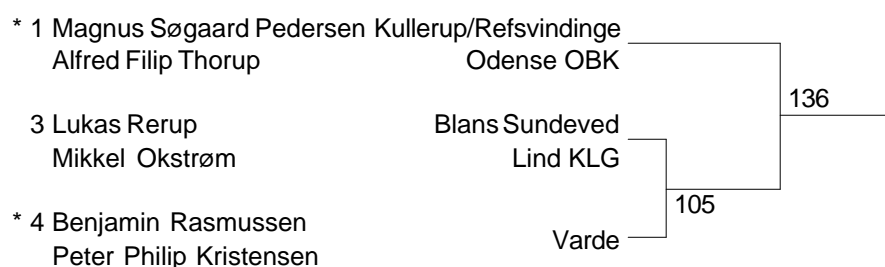 * 1 Magnus Søgaard Pedersen Kullerup/Refsvindinge
Alfred Filip Thorup Odense OBK
136
3 Lukas Rerup Blans Sundeved
Mikkel Okstrøm Lind KLG
105
* 4 Benjamin Rasmussen
Varde
Peter Philip Kristensen